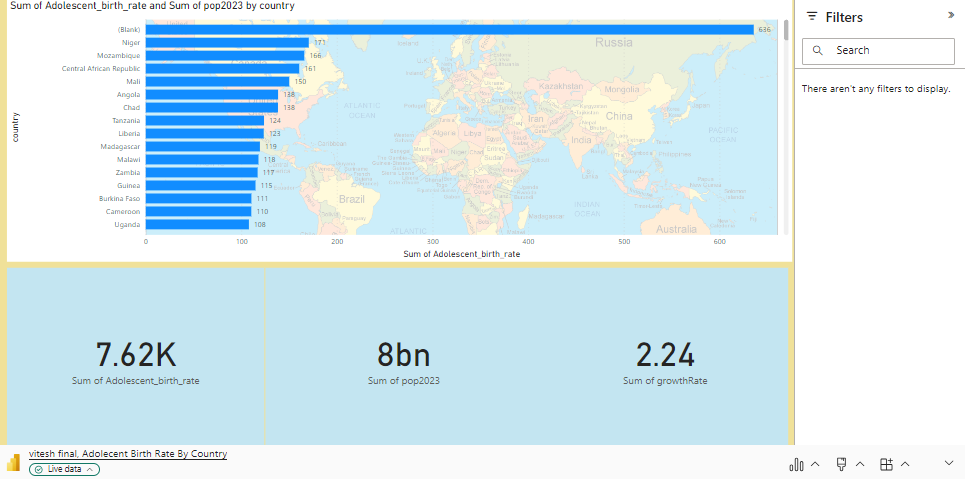 Sum of Adolescent_birth_rate and Sum of pop2023 by country
Filters
Search
There aren't any filters to display.
country
(Blank) 636
Niger 171
Mozambique 166
Central African Republic 161
Mali 150
Angola 138
Chad 138
Tanzania 124
Liberia 123
Madagascar 119
Malawi 118
Zambia 117
Guinea 115
Burkina Faso 111
Cameroon 110
Uganda 108
Russia
Kazakhstan
Mongolia
China
Iran
India
Algeria
Libya
Sudan
Brazil
Madagascar
Australia
ATLANTIC
OCEAN
PACIFIC
OCEAN
INDIAN
OCEAN
ATLANTIC
0 100 200 300 400 500 600
Sum of Adolescent_birth_rate
7.62K
Sum of Adolescent_birth_rate
8bn
Sum of pop2023
2.24
Sum of growthRate
vitesh final, Adolecent Birth Rate By Country
Live data